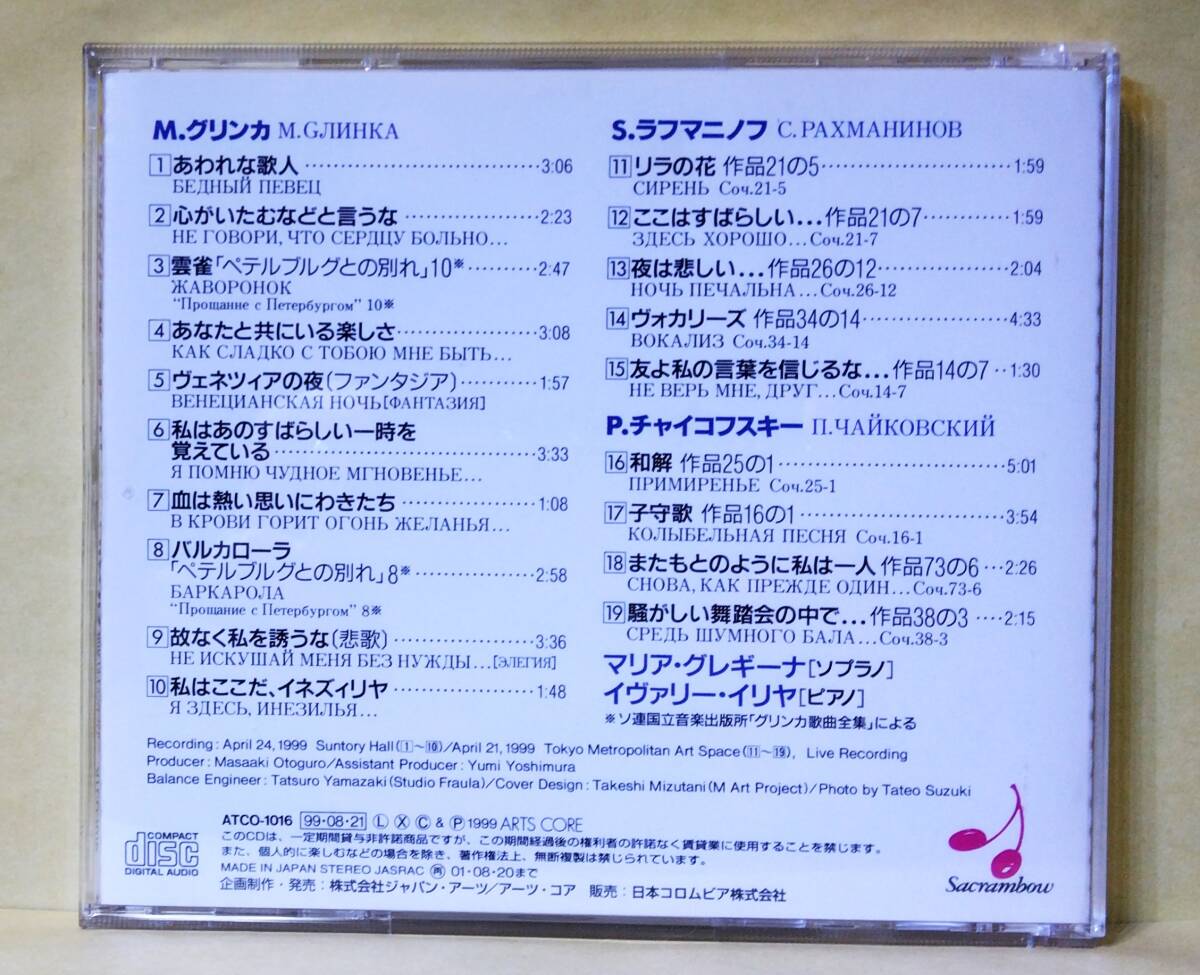 M.グリンカ M.GЛИНКА
1 あわれな歌人 3:06
БЕДНЫЙ ПЕВЕЦ
2 心がいたむなどと言うな 2:23
НЕ ГОВОРИ, ЧТО СЕРДЦУ БОЛЬНО...
3 雲雀「ペテルブルグとの別れ」10※ 2:47
ЖАВОРОНОК
"Прощание с Петербургом" 10※
4 あなたと共にいる楽しさ 3:08
КАК СЛАДКО С ТОБОЮ МНЕ БЫТЬ...
5 ヴェネツィアの夜(ファンタジア) 1:57
ВЕНЕЦИАНСКАЯ НОЧЬ[ФАНТАЗИЯ]
6 私はあのすばらしい一時を
覚えている 3:33
Я ПОМНЮ ЧУДНОЕ МГНОВЕНЬЕ...
7 血は熱い思いにわきたち 1:08
В КРОВИ ГОРИТ ОГОНЬ ЖЕЛАНЬЯ...
8 バルカローラ
「ペテルブルグとの別れ」8※ 2:58
БАРКАРОЛА
"Прощание с Петербургом" 8※
9 故なく私を誘うな(悲歌) 3:36
НЕ ИСКУШАЙ МЕНЯ БЕЗ НУЖДЫ...[ЭЛЕГИЯ]
10 私はここだ、イネズィリヤ 1:48
Я ЗДЕСЬ, ИНЕЗИЛЬЯ...
S.ラフマニノフ С.РАХМАНИНОВ
11 リラの花 作品21の5 1:59
СИРЕНЬ Соч.21-5
12 ここはすばらしい... 作品21の7 1:59
ЗДЕСЬ ХОРОШО...Соч.21-7
13 夜は悲しい... 作品26の12 2:04
НОЧЬ ПЕЧАЛЬНА...Соч.26-12
14 ヴォカリーズ 作品34の14 4:33
ВОКАЛИЗ Соч.34-14
15 友よ私の言葉を信じるな... 作品14の7 1:30
НЕ ВЕРЬ МНЕ, ДРУГ...Соч.14-7
P.チャイコフスキー П.ЧАЙКОВСКИЙ
16 和解 作品25の1 5:01
ПРИМИРЕНЬЕ Соч.25-1
17 子守歌 作品16の1 3:54
КОЛЫБЕЛЬНАЯ ПЕСНЯ Соч.16-1
18 またもとのように私は一人 作品73の6 2:26
СНОВА, КАК ПРЕЖДЕ ОДИН...Соч.73-6
19 騒がしい舞踏会の中で... 作品38の3 2:15
СРЕДЬ ШУМНОГО БАЛА...Соч.38-3
マリア・グレギーナ[ソプラノ]
イヴァリー・イリヤ[ピアノ]
※ソ連国立音楽出版所「グリンカ歌曲全集」による
Recording : April 24, 1999 Suntory Hall(1~10)/April 21, 1999 Tokyo Metropolitan Art Space(11~19), Live Recording
Producer : Masaaki Otoguro/Assistant Producer : Yumi Yoshimura
Balance Engineer : Tatsuro Yamazaki(Studio Fraula)/Cover Design : Takeshi Mizutani(M Art Project)/Photo by Tateo Suzuki
COMPACT
disc
DIGITAL AUDIO
ATCO-1016 99・08・21 Ⓛ Ⓧ Ⓒ & Ⓟ 1999 ARTS CORE
このCDは、一定期間貸与非許諾商品ですが、この期間経過後の権利者の許諾なく賃貸業に使用することを禁じます。
また、個人的に楽しむなどの場合を除き、著作権法上、無断複製は禁じられています。
MADE IN JAPAN STEREO JASRAC 再 01・08・20まで
企画制作・発売：株式会社ジャパン・アーツ/アーツ・コア 販売：日本コロムビア株式会社
Sacrambow